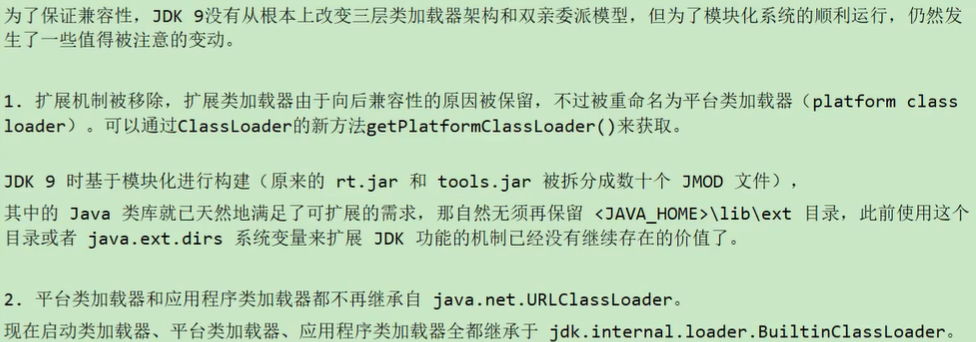 为了保证兼容性，JDK 9没有从根本上改变三层类加载器架构和双亲委派模型，但为了模块化系统的顺利运行，仍然发
生了一些值得被注意的变动。
1. 扩展机制被移除，扩展类加载器由于向后兼容性的原因被保留，不过被重命名为平台类加载器（platform class
loader）。可以通过ClassLoader的新方法getPlatformClassLoader()来获取。
JDK 9 时基于模块化进行构建（原来的 rt.jar 和 tools.jar 被拆分成数十个 JMOD 文件），
其中的 Java 类库就已天然地满足了可扩展的需求，那自然无须再保留 <JAVA_HOME>\lib\ext 目录，此前使用这个
目录或者 java.ext.dirs 系统变量来扩展 JDK 功能的机制已经没有继续存在的价值了。
2. 平台类加载器和应用程序类加载器都不再继承自 java.net.URLClassLoader。
现在启动类加载器、平台类加载器、应用程序类加载器全都继承于 jdk.internal.loader.BuiltinClassLoader。